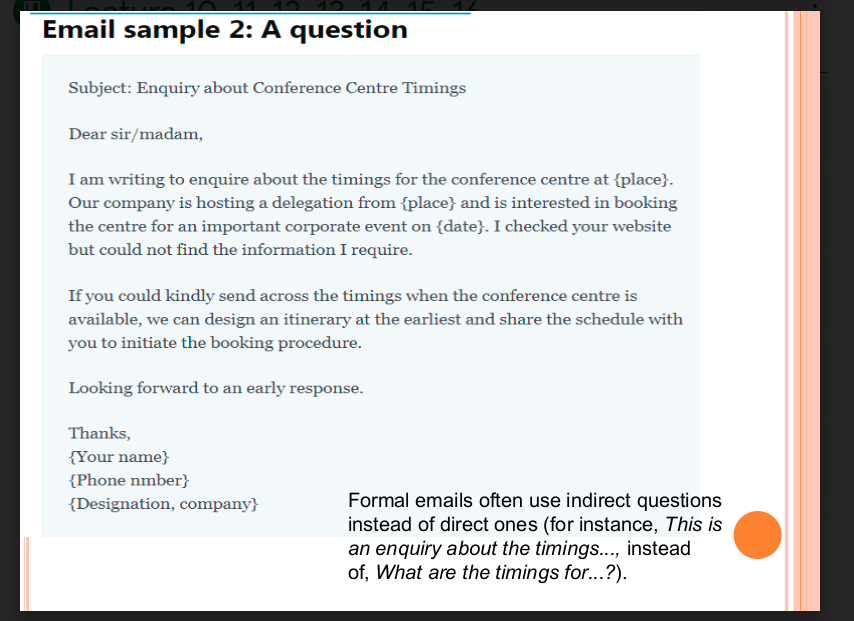 Email sample 2: A question
Subject: Enquiry about Conference Centre Timings
Dear sir/madam,
I am writing to enquire about the timings for the conference centre at {place}.
Our company is hosting a delegation from {place} and is interested in booking
the centre for an important corporate event on {date}. I checked your website
but could not find the information I require.
If you could kindly send across the timings when the conference centre is
available, we can design an itinerary at the earliest and share the schedule with
you to initiate the booking procedure.
Looking forward to an early response.
Thanks,
{Your name}
{Phone nmber}
{Designation, company}
Formal emails often use indirect questions
instead of direct ones (for instance, This is
an enquiry about the timings..., instead
of, What are the timings for...?).